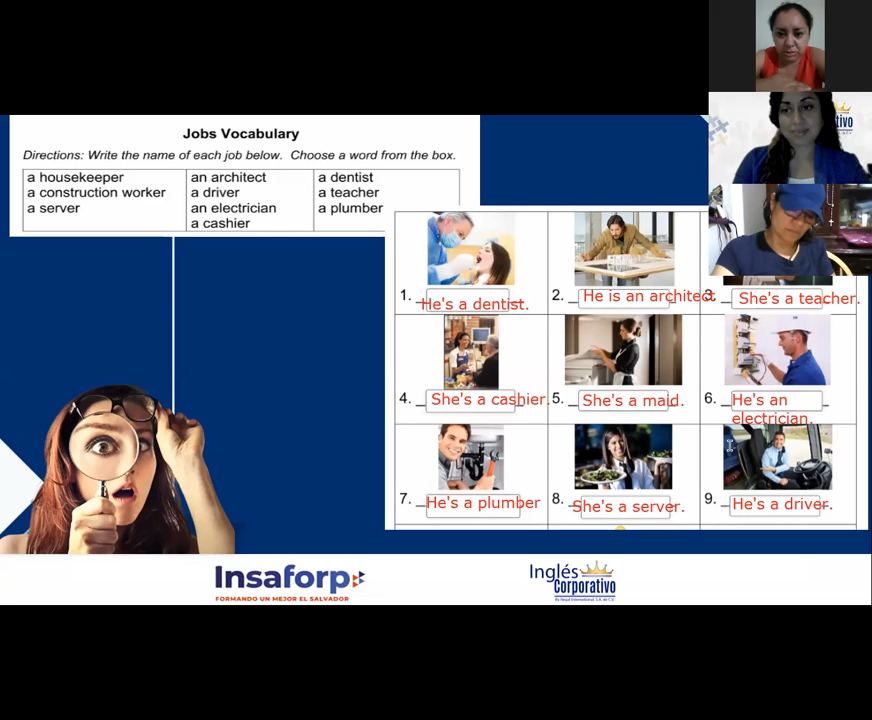 Jobs Vocabulary
Directions: Write the name of each job below. Choose a word from the box.
a housekeeper an architect a dentist
a construction worker a driver a teacher
a server an electrician a plumber
a cashier
1. He's a dentist. 2. He is an architect. 3. She's a teacher.
4. She's a cashier. 5. She's a maid. 6. He's an
electrician.
7. He's a plumber 8. She's a server. 9. He's a driver.
Insaforp
FORMANDO UN MEJOR EL SALVADOR
Inglés
Corporativo
tivo